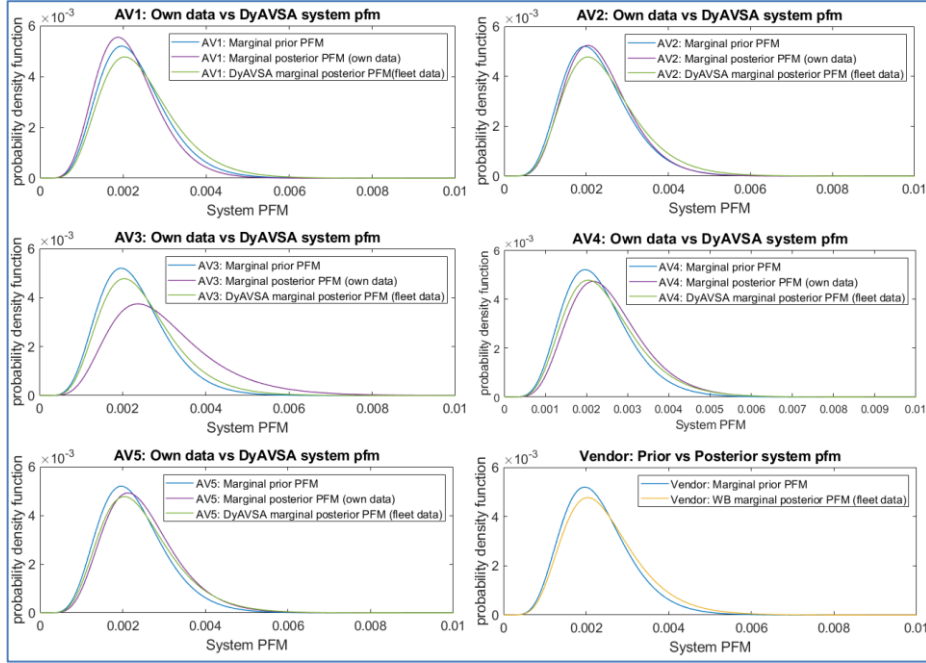 AV1: Own data vs DyAVSA system pfm
×10⁻³
6
4
2
0
probability density function
AV1: Marginal prior PFM
AV1: Marginal posterior PFM (own data)
AV1: DyAVSA marginal posterior PFM(fleet data)
0 0.002 0.004 0.006 0.008 0.01
System PFM
AV2: Own data vs DyAVSA system pfm
×10⁻³
6
4
2
0
probability density function
AV2: Marginal prior PFM
AV2: Marginal posterior PFM (own data)
AV2: DyAVSA marginal posterior PFM (fleet data)
0 0.002 0.004 0.006 0.008 0.01
System PFM
AV3: Own data vs DyAVSA system pfm
×10⁻³
6
4
2
0
probability density function
AV3: Marginal prior PFM
AV3: Marginal posterior PFM (own data)
AV3: DyAVSA marginal posterior PFM (fleet data)
0 0.002 0.004 0.006 0.008 0.01
System PFM
AV4: Own data vs DyAVSA system pfm
×10⁻³
6
4
2
0
probability density function
AV4: Marginal prior PFM
AV4: Marginal posterior PFM (own data)
AV4: DyAVSA marginal posterior PFM (fleet data)
0 0.001 0.002 0.003 0.004 0.005 0.006 0.007 0.008 0.009 0.01
System PFM
AV5: Own data vs DyAVSA system pfm
×10⁻³
6
4
2
0
probability density function
AV5: Marginal prior PFM
AV5: Marginal posterior PFM (own data)
AV5: DyAVSA marginal posterior PFM (fleet data)
0 0.002 0.004 0.006 0.008 0.01
System PFM
Vendor: Prior vs Posterior system pfm
×10⁻³
6
4
2
0
probability density function
Vendor: Marginal prior PFM
Vendor: WB marginal posterior PFM (fleet data)
0 0.002 0.004 0.006 0.008 0.01
System PFM